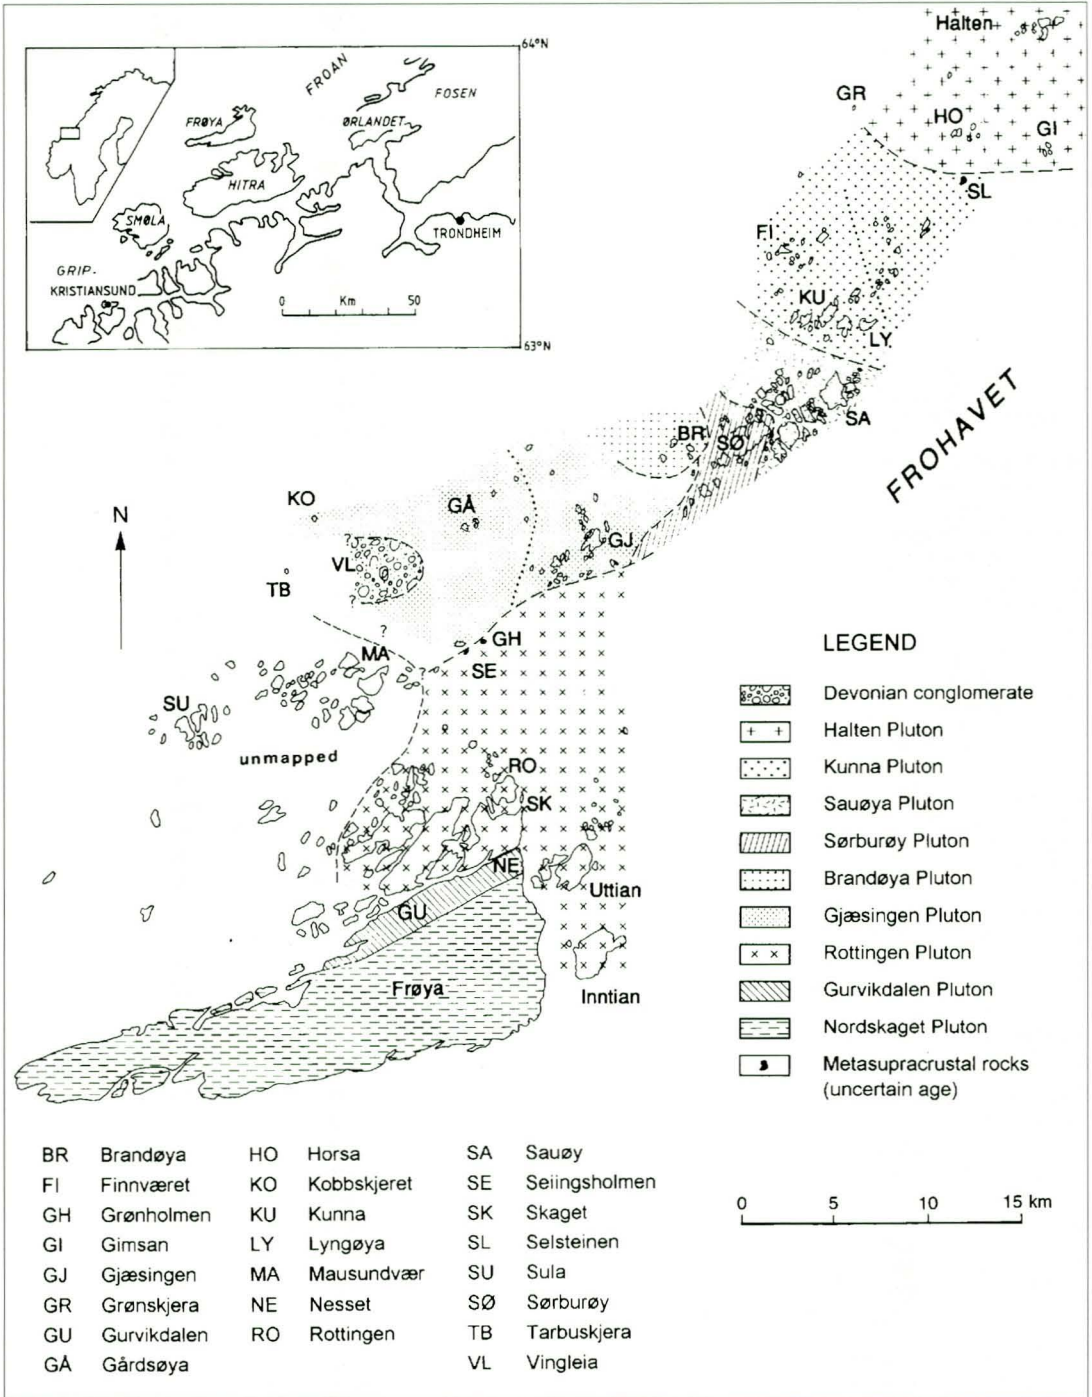 64°N
FROAN
FOSEN
FRØYA
ØRLANDET
HITRA
SMØLA
TRONDHEIM
GRIP-
KRISTIANSUND
0 Km 50
63°N
Halten
GR
HO
GI
SL
FI
KU
LY
SA
FROHAVET
BR
SØ
KO
GÅ
N
GJ
VL
?
?
TB
?
GH
MA
SE
?
SU
unmapped
RO
SK
NE
Uttian
GU
Frøya
Inntian
LEGEND
Devonian conglomerate
Halten Pluton
Kunna Pluton
Sauøya Pluton
Sørburøy Pluton
Brandøya Pluton
Gjæsingen Pluton
Rottingen Pluton
Gurvikdalen Pluton
Nordskaget Pluton
Metasupracrustal rocks
(uncertain age)
BR Brandøya HO Horsa SA Sauøy
FI Finnværet KO Kobbskjeret SE Seiingsholmen
GH Grønholmen KU Kunna SK Skaget
GI Gimsan LY Lyngøya SL Selsteinen
GJ Gjæsingen MA Mausundvær SU Sula
GR Grønskjera NE Nesset SØ Sørburøy
GU Gurvikdalen RO Rottingen TB Tarbuskjera
GÅ Gårdsøya VL Vingleia
0 5 10 15 km